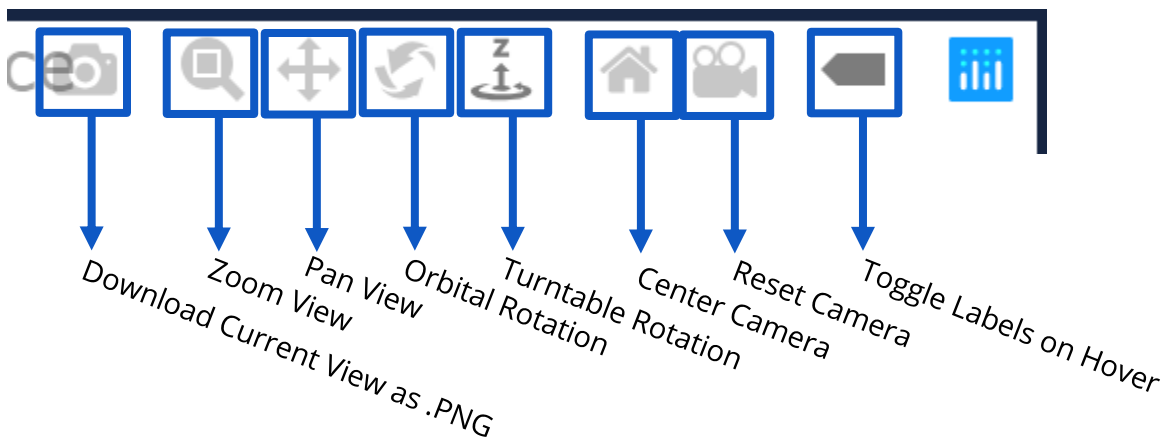 ce
Z
Download Current View as .PNG
Zoom View
Pan View
Orbital Rotation
Turntable Rotation
Center Camera
Reset Camera
Toggle Labels on Hover